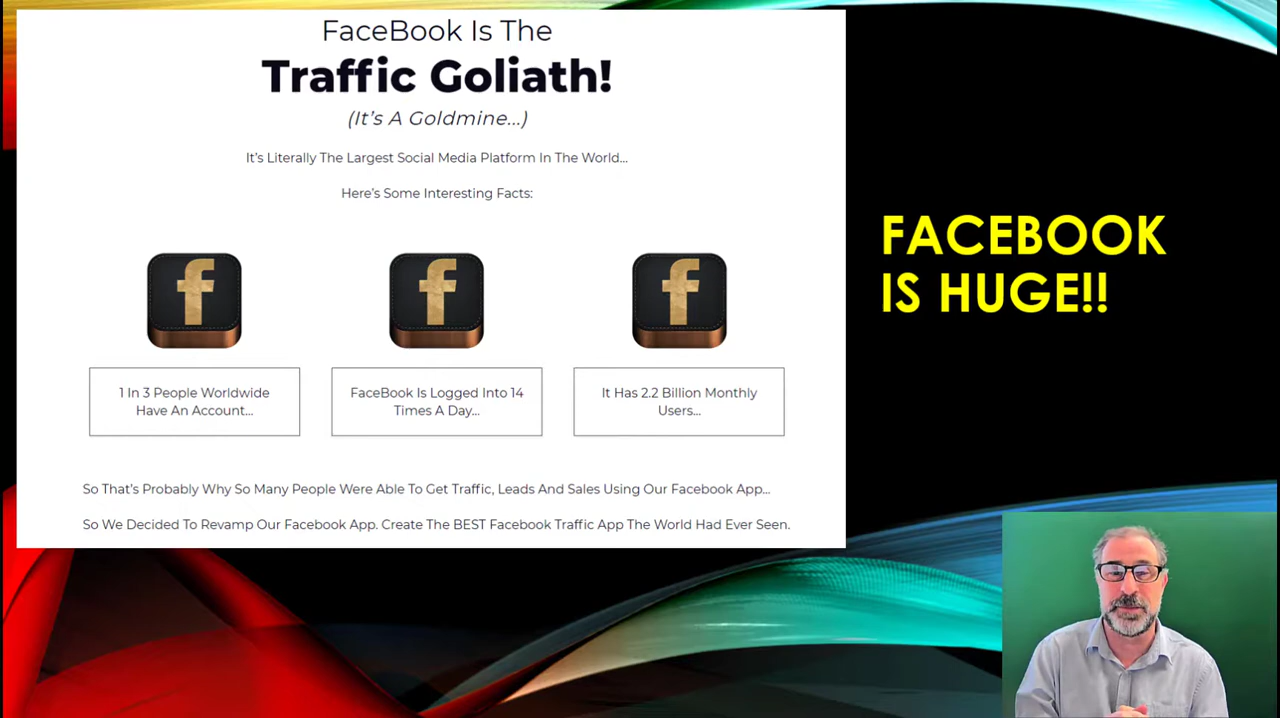 FaceBook Is The
Traffic Goliath!
(It's A Goldmine...)
It's Literally The Largest Social Media Platform In The World...
Here's Some Interesting Facts:
f
f
f
1 In 3 People Worldwide
Have An Account...
FaceBook Is Logged Into 14
Times A Day...
It Has 2.2 Billion Monthly
Users...
So That's Probably Why So Many People Were Able To Get Traffic, Leads And Sales Using Our Facebook App...
So We Decided To Revamp Our Facebook App. Create The BEST Facebook Traffic App The World Had Ever Seen.
FACEBOOK
IS HUGE!!